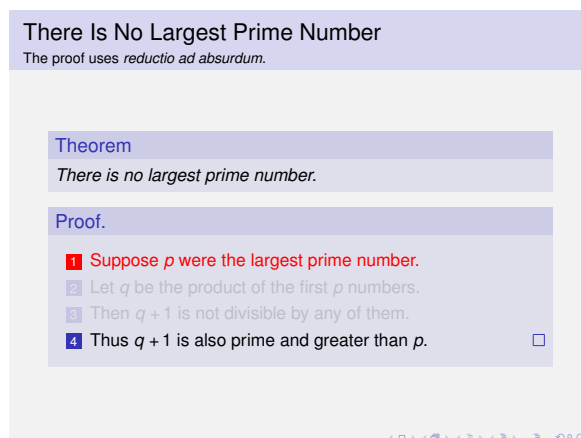 There Is No Largest Prime Number
The proof uses reductio ad absurdum.
Theorem
There is no largest prime number.
Proof.
1 Suppose p were the largest prime number.
2 Let q be the product of the first p numbers.
3 Then q + 1 is not divisible by any of them.
4 Thus q + 1 is also prime and greater than p. □